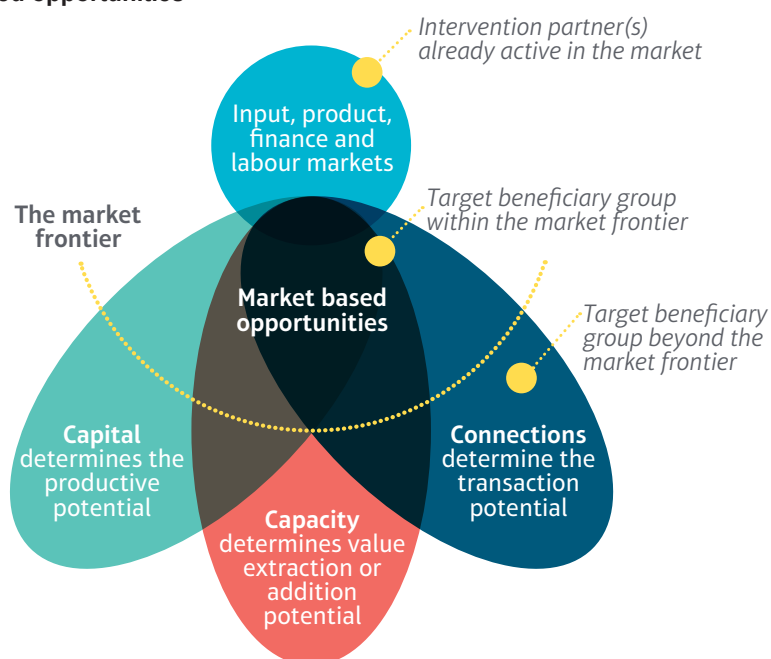 opportunities
Intervention partner(s)
already active in the market
Input, product,
finance and
labour markets
Target beneficiary group
within the market frontier
The market
frontier
Market based
opportunities
Target beneficiary
group beyond the
market frontier
Capital
determines the
productive
potential
Connections
determine the
transaction
potential
Capacity
determines value
extraction or
addition
potential